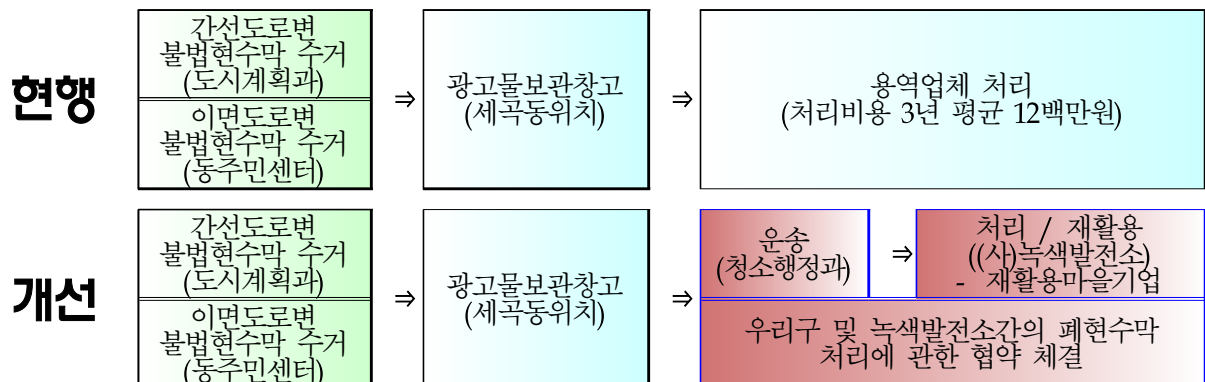 현행
간선도로변
불법현수막 수거
(도시계획과)
이면도로변
불법현수막 수거
(동주민센터)
⇒
광고물보관창고
(세곡동위치)
⇒
용역업체 처리
(처리비용 3년 평균 12백만원)
개선
간선도로변
불법현수막 수거
(도시계획과)
이면도로변
불법현수막 수거
(동주민센터)
⇒
광고물보관창고
(세곡동위치)
⇒
운송
(청소행정과)
⇒
처리 / 재활용
((사)녹색발전소)
- 재활용마을기업
우리구 및 녹색발전소간의 폐현수막
처리에 관한 협약 체결